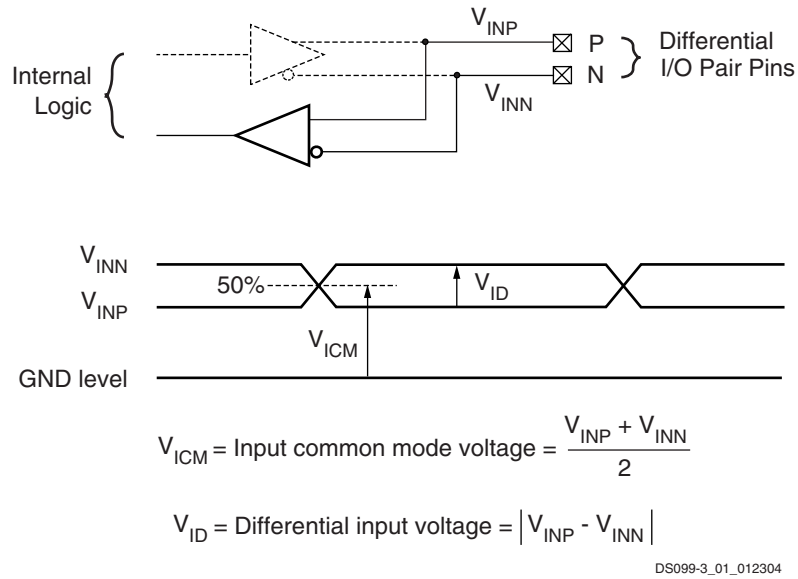 V_INP
P
N
Differential
I/O Pair Pins
Internal
Logic
V_INN
V_INN
V_INP
50%
V_ID
V_ICM
GND level
V_ICM = Input common mode voltage = (V_INP + V_INN) / 2
V_ID = Differential input voltage = |V_INP - V_INN|
DS099-3_01_012304